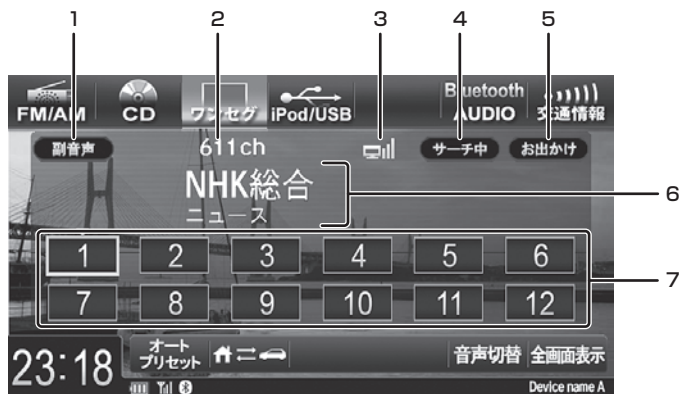 1 2 3 4 5
FM/AM CD ワンセグ iPod/USB Bluetooth AUDIO 交通情報
副音声 611ch サーチ中 お出かけ
NHK総合
ニュース
6
1 2 3 4 5 6
7
7 8 9 10 11 12
23:18 オートプリセット 音声切替 全画面表示
Device name A